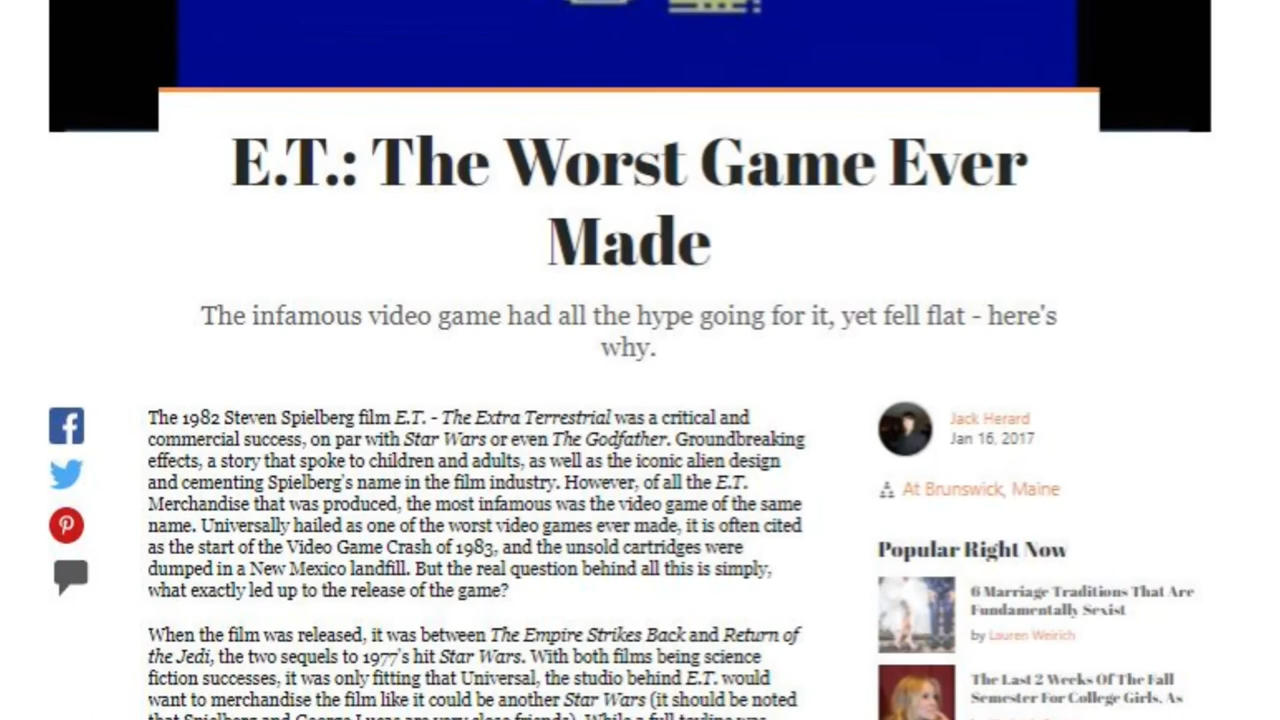 E.T.: The Worst Game Ever
Made
The infamous video game had all the hype going for it, yet fell flat - here's
why.
The 1982 Steven Spielberg film E.T. - The Extra Terrestrial was a critical and
commercial success, on par with Star Wars or even The Godfather. Groundbreaking
effects, a story that spoke to children and adults, as well as the iconic alien design
and cementing Spielberg's name in the film industry. However, of all the E.T.
Merchandise that was produced, the most infamous was the video game of the same
name. Universally hailed as one of the worst video games ever made, it is often cited
as the start of the Video Game Crash of 1983, and the unsold cartridges were
dumped in a New Mexico landfill. But the real question behind all this is simply,
what exactly led up to the release of the game?
When the film was released, it was between The Empire Strikes Back and Return of
the Jedi, the two sequels to 1977's hit Star Wars. With both films being science
fiction successes, it was only fitting that Universal, the studio behind E.T. would
want to merchandise the film like it could be another Star Wars (it should be noted
that Spielberg and George Lucas are very close friends). While a full
Jack Herard
Jan 16, 2017
At Brunswick, Maine
Popular Right Now
6 Marriage Traditions That Are
Fundamentally Sexist
by Lauren Weirich
The Last 2 Weeks Of The Fall
Semester For College Girls, As